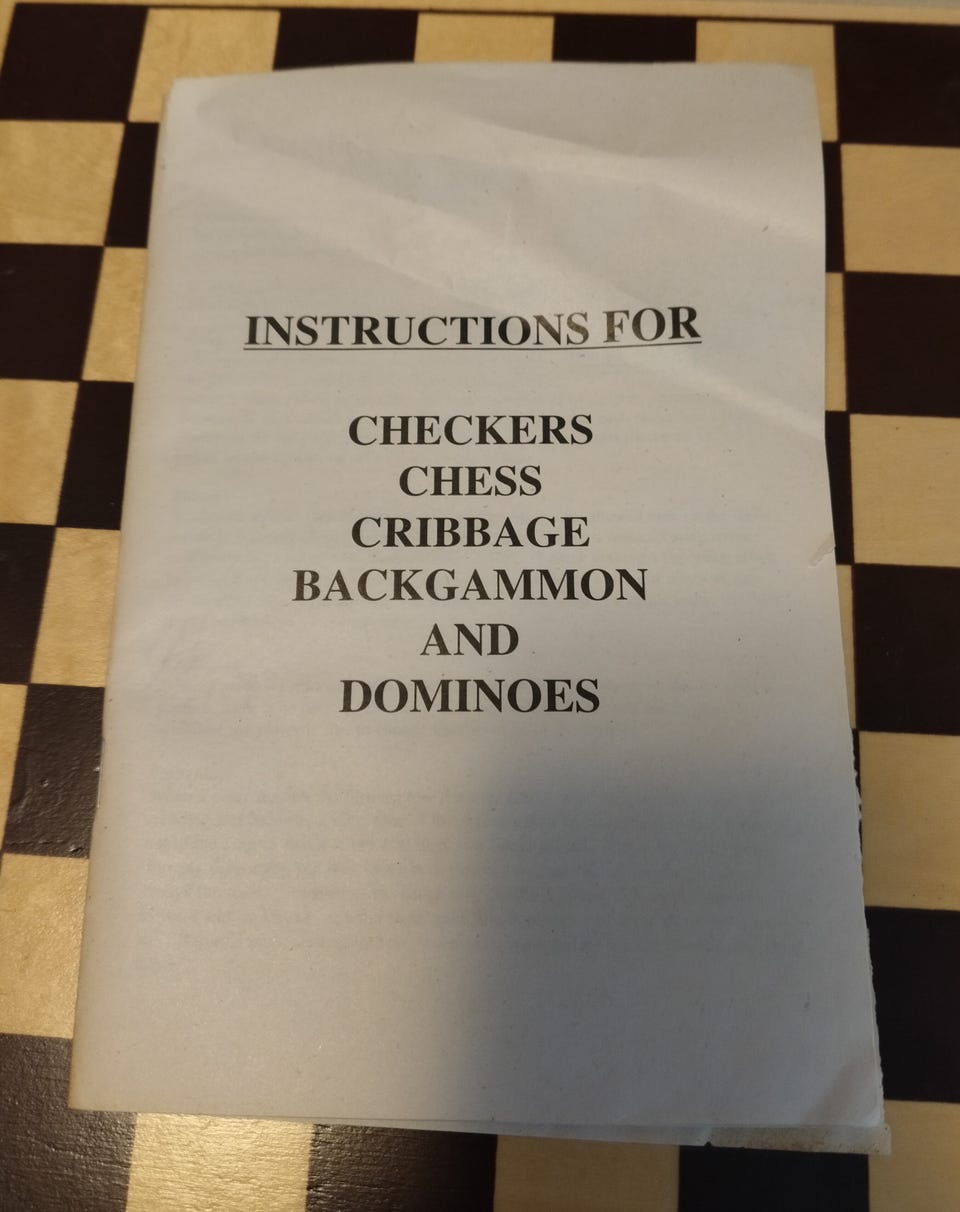 INSTRUCTIONS FOR
CHECKERS
CHESS
CRIBBAGE
BACKGAMMON
AND
DOMINOES